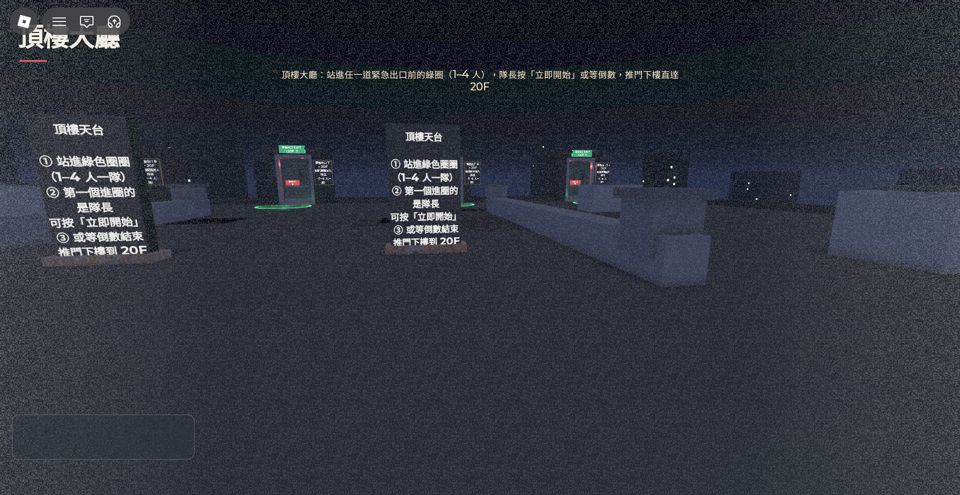 頂樓大廳
頂樓大廳：站進任一道緊急出口前的綠圈（1–4 人），隊長按「立即開始」或等倒數，推門下樓直達
20F
頂樓天台
① 站進綠色圈圈
（1–4 人一隊）
② 第一個進圈的
是隊長
可按「立即開始」
③ 或等倒數結束
推門下樓到 20F
頂樓天台
① 站進綠色圈圈
（1–4 人一隊）
② 第一個進圈的
是隊長
可按「立即開始」
③ 或等倒數結束
推門下樓到 20F